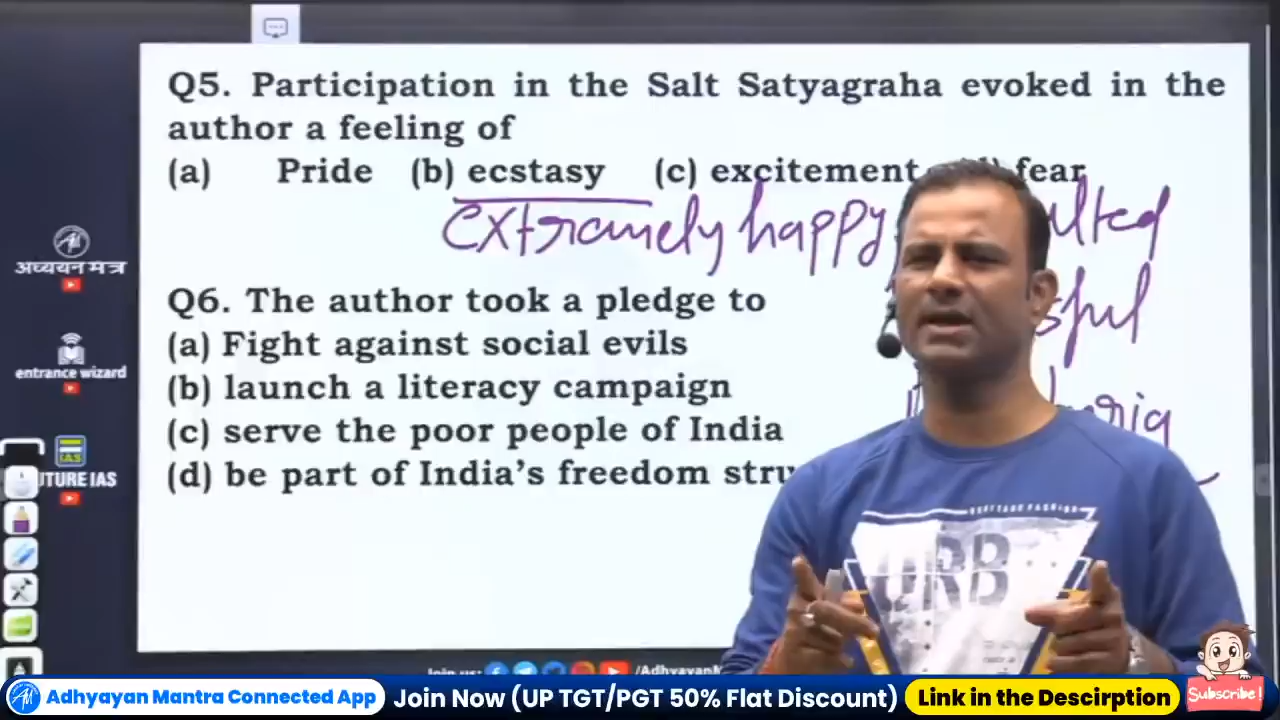 Q5. Participation in the Salt Satyagraha evoked in the
author a feeling of
(a) Pride (b) ecstasy (c) excitement fear
extremely happy
Q6. The author took a pledge to
(a) Fight against social evils
(b) launch a literacy campaign
(c) serve the poor people of India
(d) be part of India's freedom
अध्ययन मंत्र
entrance wizard
IAS
URB
Join us:
Adhyayan Mantra Connected App
Join Now (UP TGT/PGT 50% Flat Discount)
Link in the Descirption
Subscribe!